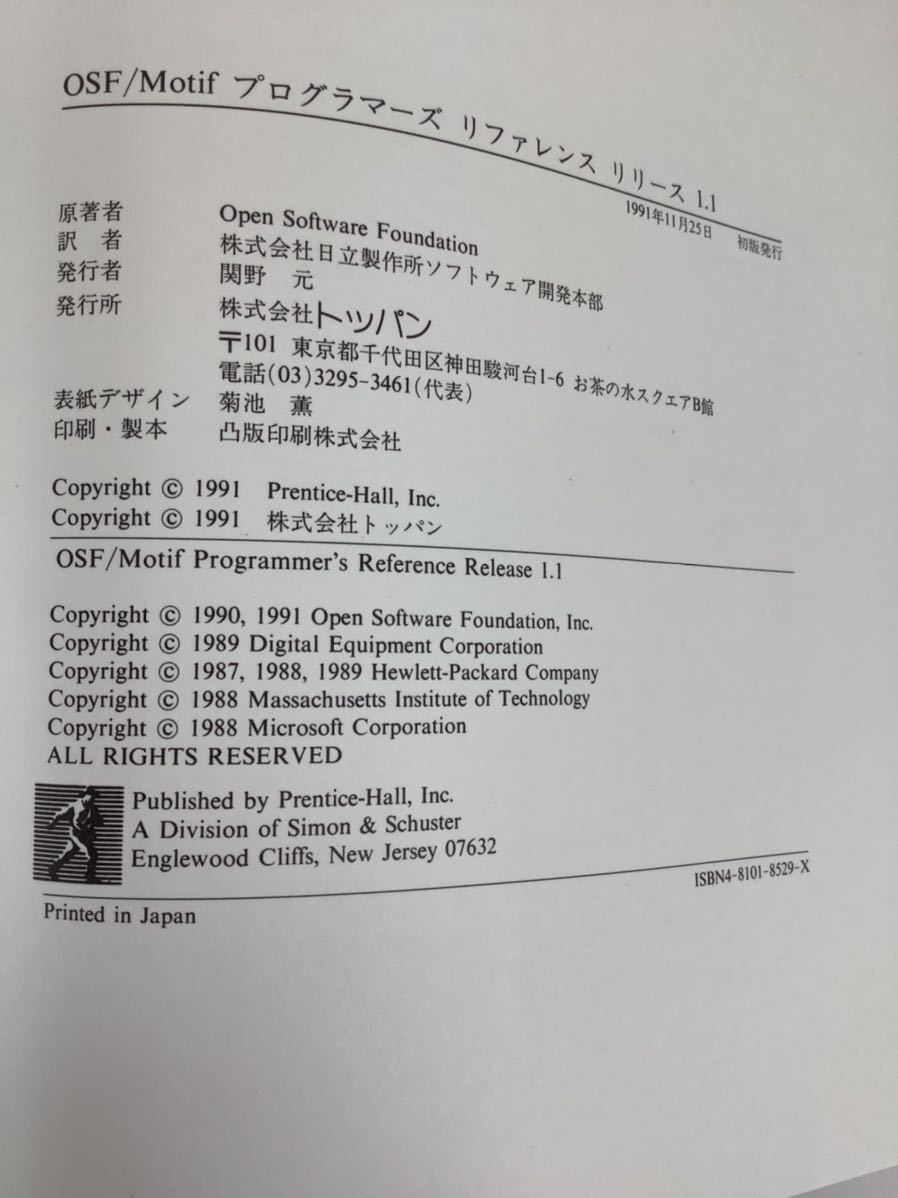 OSF/Motif プログラマーズ リファレンス リリース 1.1
1991年11月25日 初版発行
原著者 Open Software Foundation
訳 者 株式会社日立製作所ソフトウェア開発本部
発行者 関野 元
発行所 株式会社トッパン
〒101 東京都千代田区神田駿河台1-6 お茶の水スクエアB館
電話(03)3295-3461(代表)
表紙デザイン 菊池 薫
印刷・製本 凸版印刷株式会社
Copyright © 1991 Prentice-Hall, Inc.
Copyright © 1991 株式会社トッパン
OSF/Motif Programmer's Reference Release 1.1
Copyright © 1990, 1991 Open Software Foundation, Inc.
Copyright © 1989 Digital Equipment Corporation
Copyright © 1987, 1988, 1989 Hewlett-Packard Company
Copyright © 1988 Massachusetts Institute of Technology
Copyright © 1988 Microsoft Corporation
ALL RIGHTS RESERVED
Published by Prentice-Hall, Inc.
A Division of Simon & Schuster
Englewood Cliffs, New Jersey 07632
ISBN4-8101-8529-X
Printed in Japan